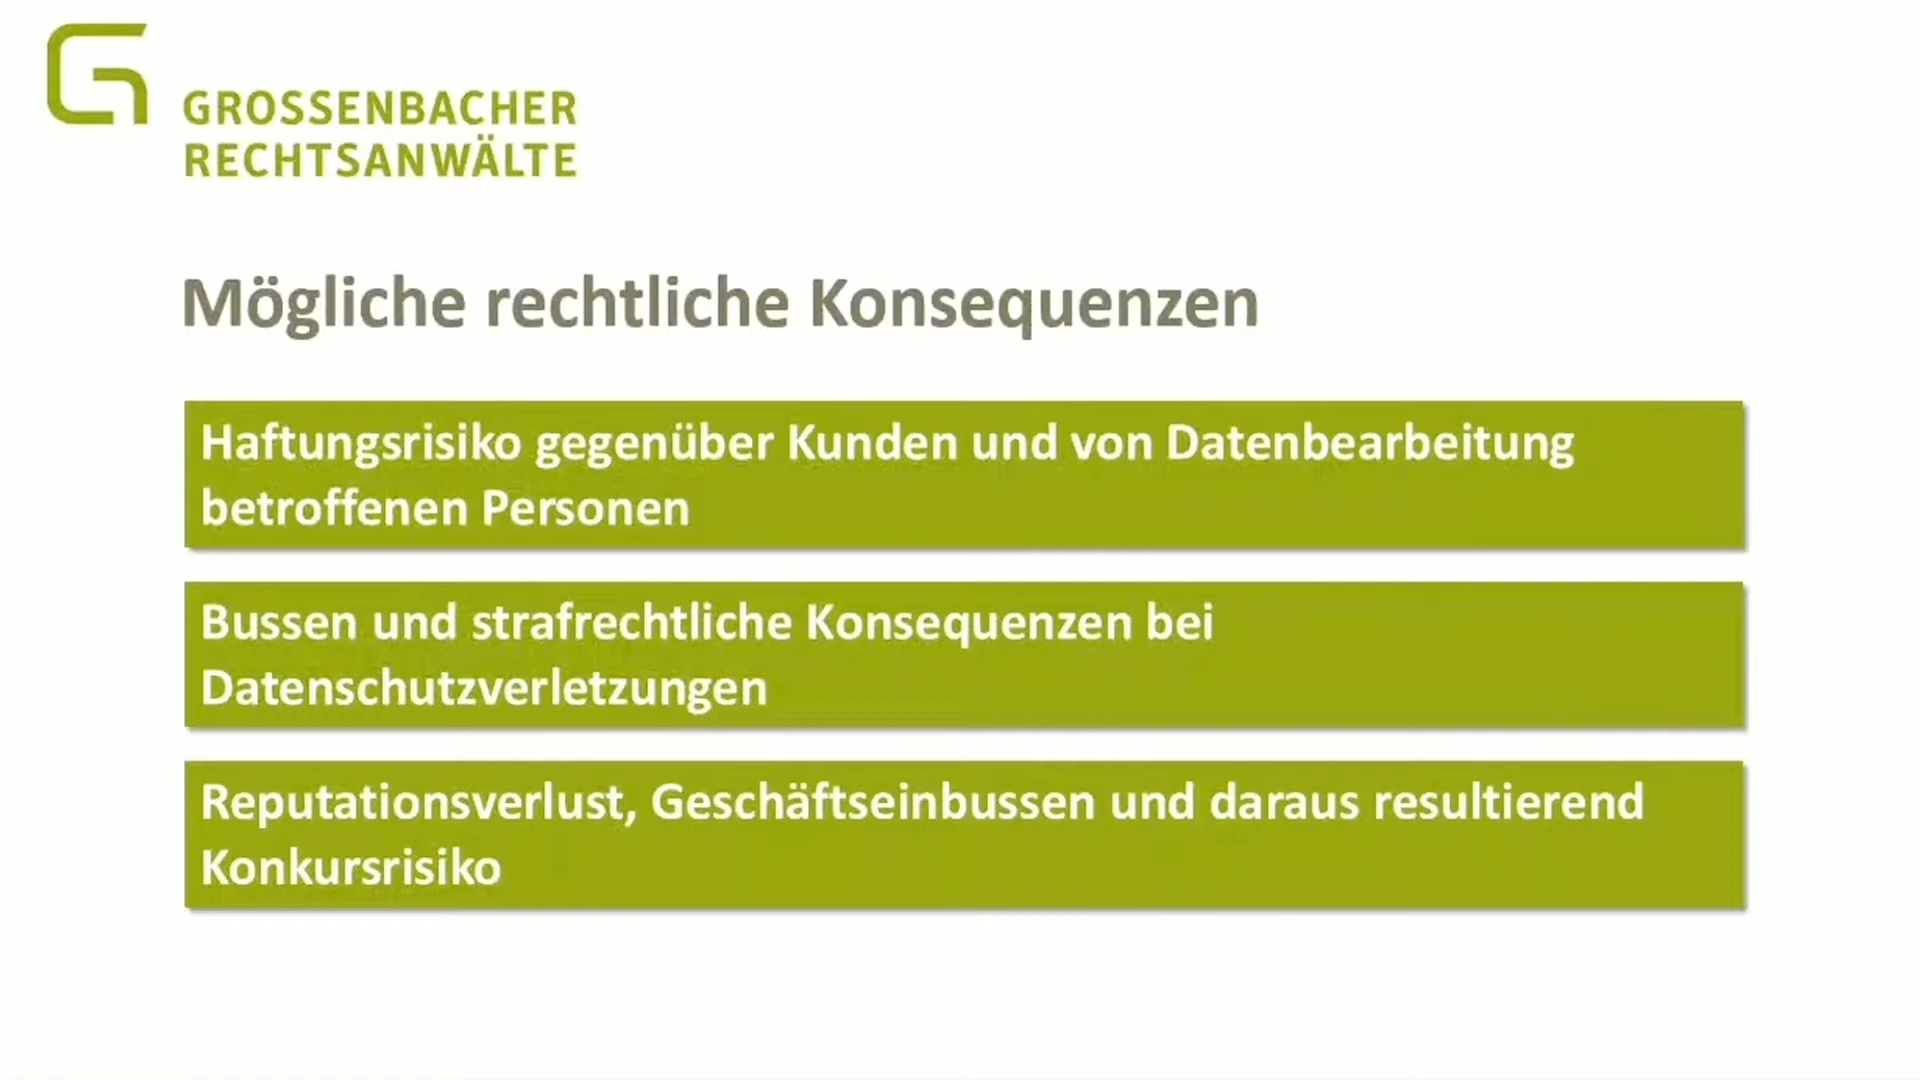 GROSSENBACHER
RECHTSANWÄLTE
Mögliche rechtliche Konsequenzen
Haftungsrisiko gegenüber Kunden und von Datenbearbeitung
betroffenen Personen
Bussen und strafrechtliche Konsequenzen bei
Datenschutzverletzungen
Reputationsverlust, Geschäftseinbussen und daraus resultierend
Konkursrisiko